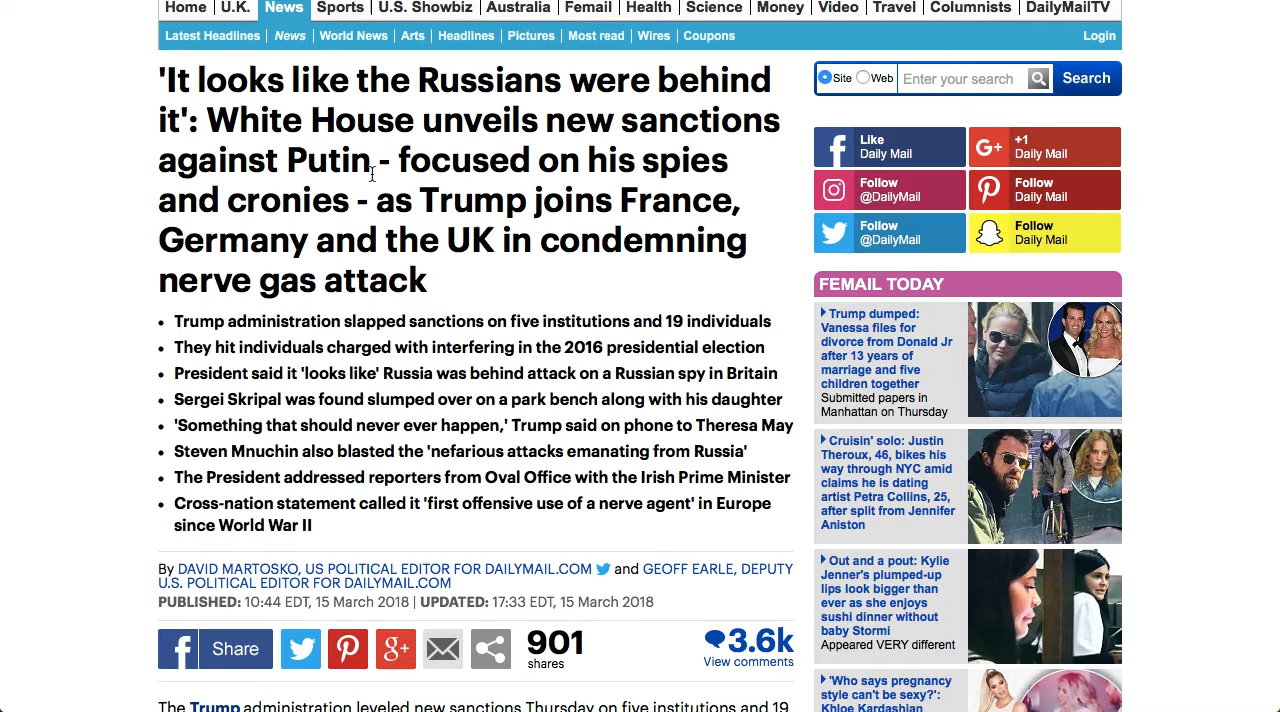 Home U.K. News Sports U.S. Showbiz Australia Femail Health Science Money Video Travel Columnists DailyMailTV
Latest Headlines News World News Arts Headlines Pictures Most read Wires Coupons Login
'It looks like the Russians were behind
it': White House unveils new sanctions
against Putin - focused on his spies
and cronies - as Trump joins France,
Germany and the UK in condemning
nerve gas attack
Trump administration slapped sanctions on five institutions and 19 individuals
They hit individuals charged with interfering in the 2016 presidential election
President said it 'looks like' Russia was behind attack on a Russian spy in Britain
Sergei Skripal was found slumped over on a park bench along with his daughter
'Something that should never ever happen,' Trump said on phone to Theresa May
Steven Mnuchin also blasted the 'nefarious attacks emanating from Russia'
The President addressed reporters from Oval Office with the Irish Prime Minister
Cross-nation statement called it 'first offensive use of a nerve agent' in Europe
since World War II
By DAVID MARTOSKO, US POLITICAL EDITOR FOR DAILYMAIL.COM and GEOFF EARLE, DEPUTY
U.S. POLITICAL EDITOR FOR DAILYMAIL.COM
PUBLISHED: 10:44 EDT, 15 March 2018 | UPDATED: 17:33 EDT, 15 March 2018
Share
901
shares
3.6k
View comments
The Trump administration leveled new sanctions Thursday on five institutions and 19
Site Web Enter your search Search
Like
Daily Mail
+1
Daily Mail
Follow
@DailyMail
Follow
Daily Mail
Follow
@DailyMail
Follow
Daily Mail
FEMAIL TODAY
Trump dumped:
Vanessa files for
divorce from Donald Jr
after 13 years of
marriage and five
children together
Submitted papers in
Manhattan on Thursday
Cruisin' solo: Justin
Theroux, 46, bikes his
way through NYC amid
claims he is dating
artist Petra Collins, 25,
after split from Jennifer
Aniston
Out and a pout: Kylie
Jenner's plumped-up
lips look bigger than
ever as she enjoys
sushi dinner without
baby Stormi
Appeared VERY different
'Who says pregnancy
style can't be sexy?':
Khloe Kardashian